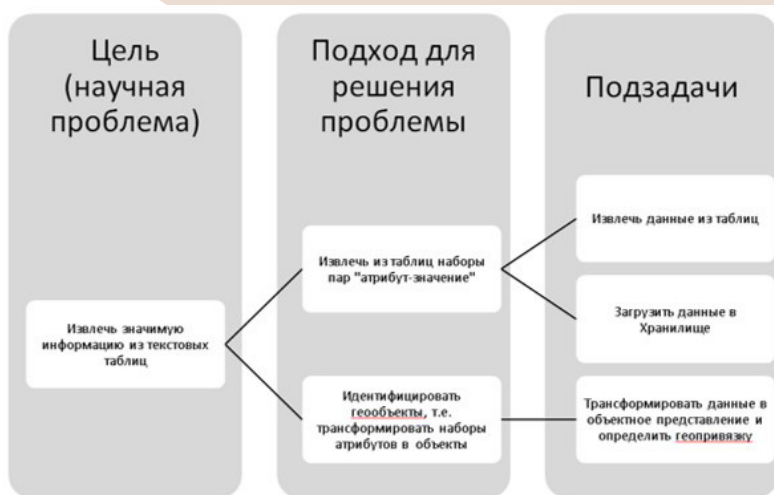 Цель
(научная
проблема)
Подход для
решения
проблемы
Подзадачи
Извлечь значимую
информацию из текстовых
таблиц
Извлечь из таблиц наборы
пар "атрибут-значение"
Идентифицировать
геообъекты, т.е.
трансформировать наборы
атрибутов в объекты
Извлечь данные из таблиц
Загрузить данные в
Хранилище
Трансформировать данные в
объектное представление и
определить геопривязку